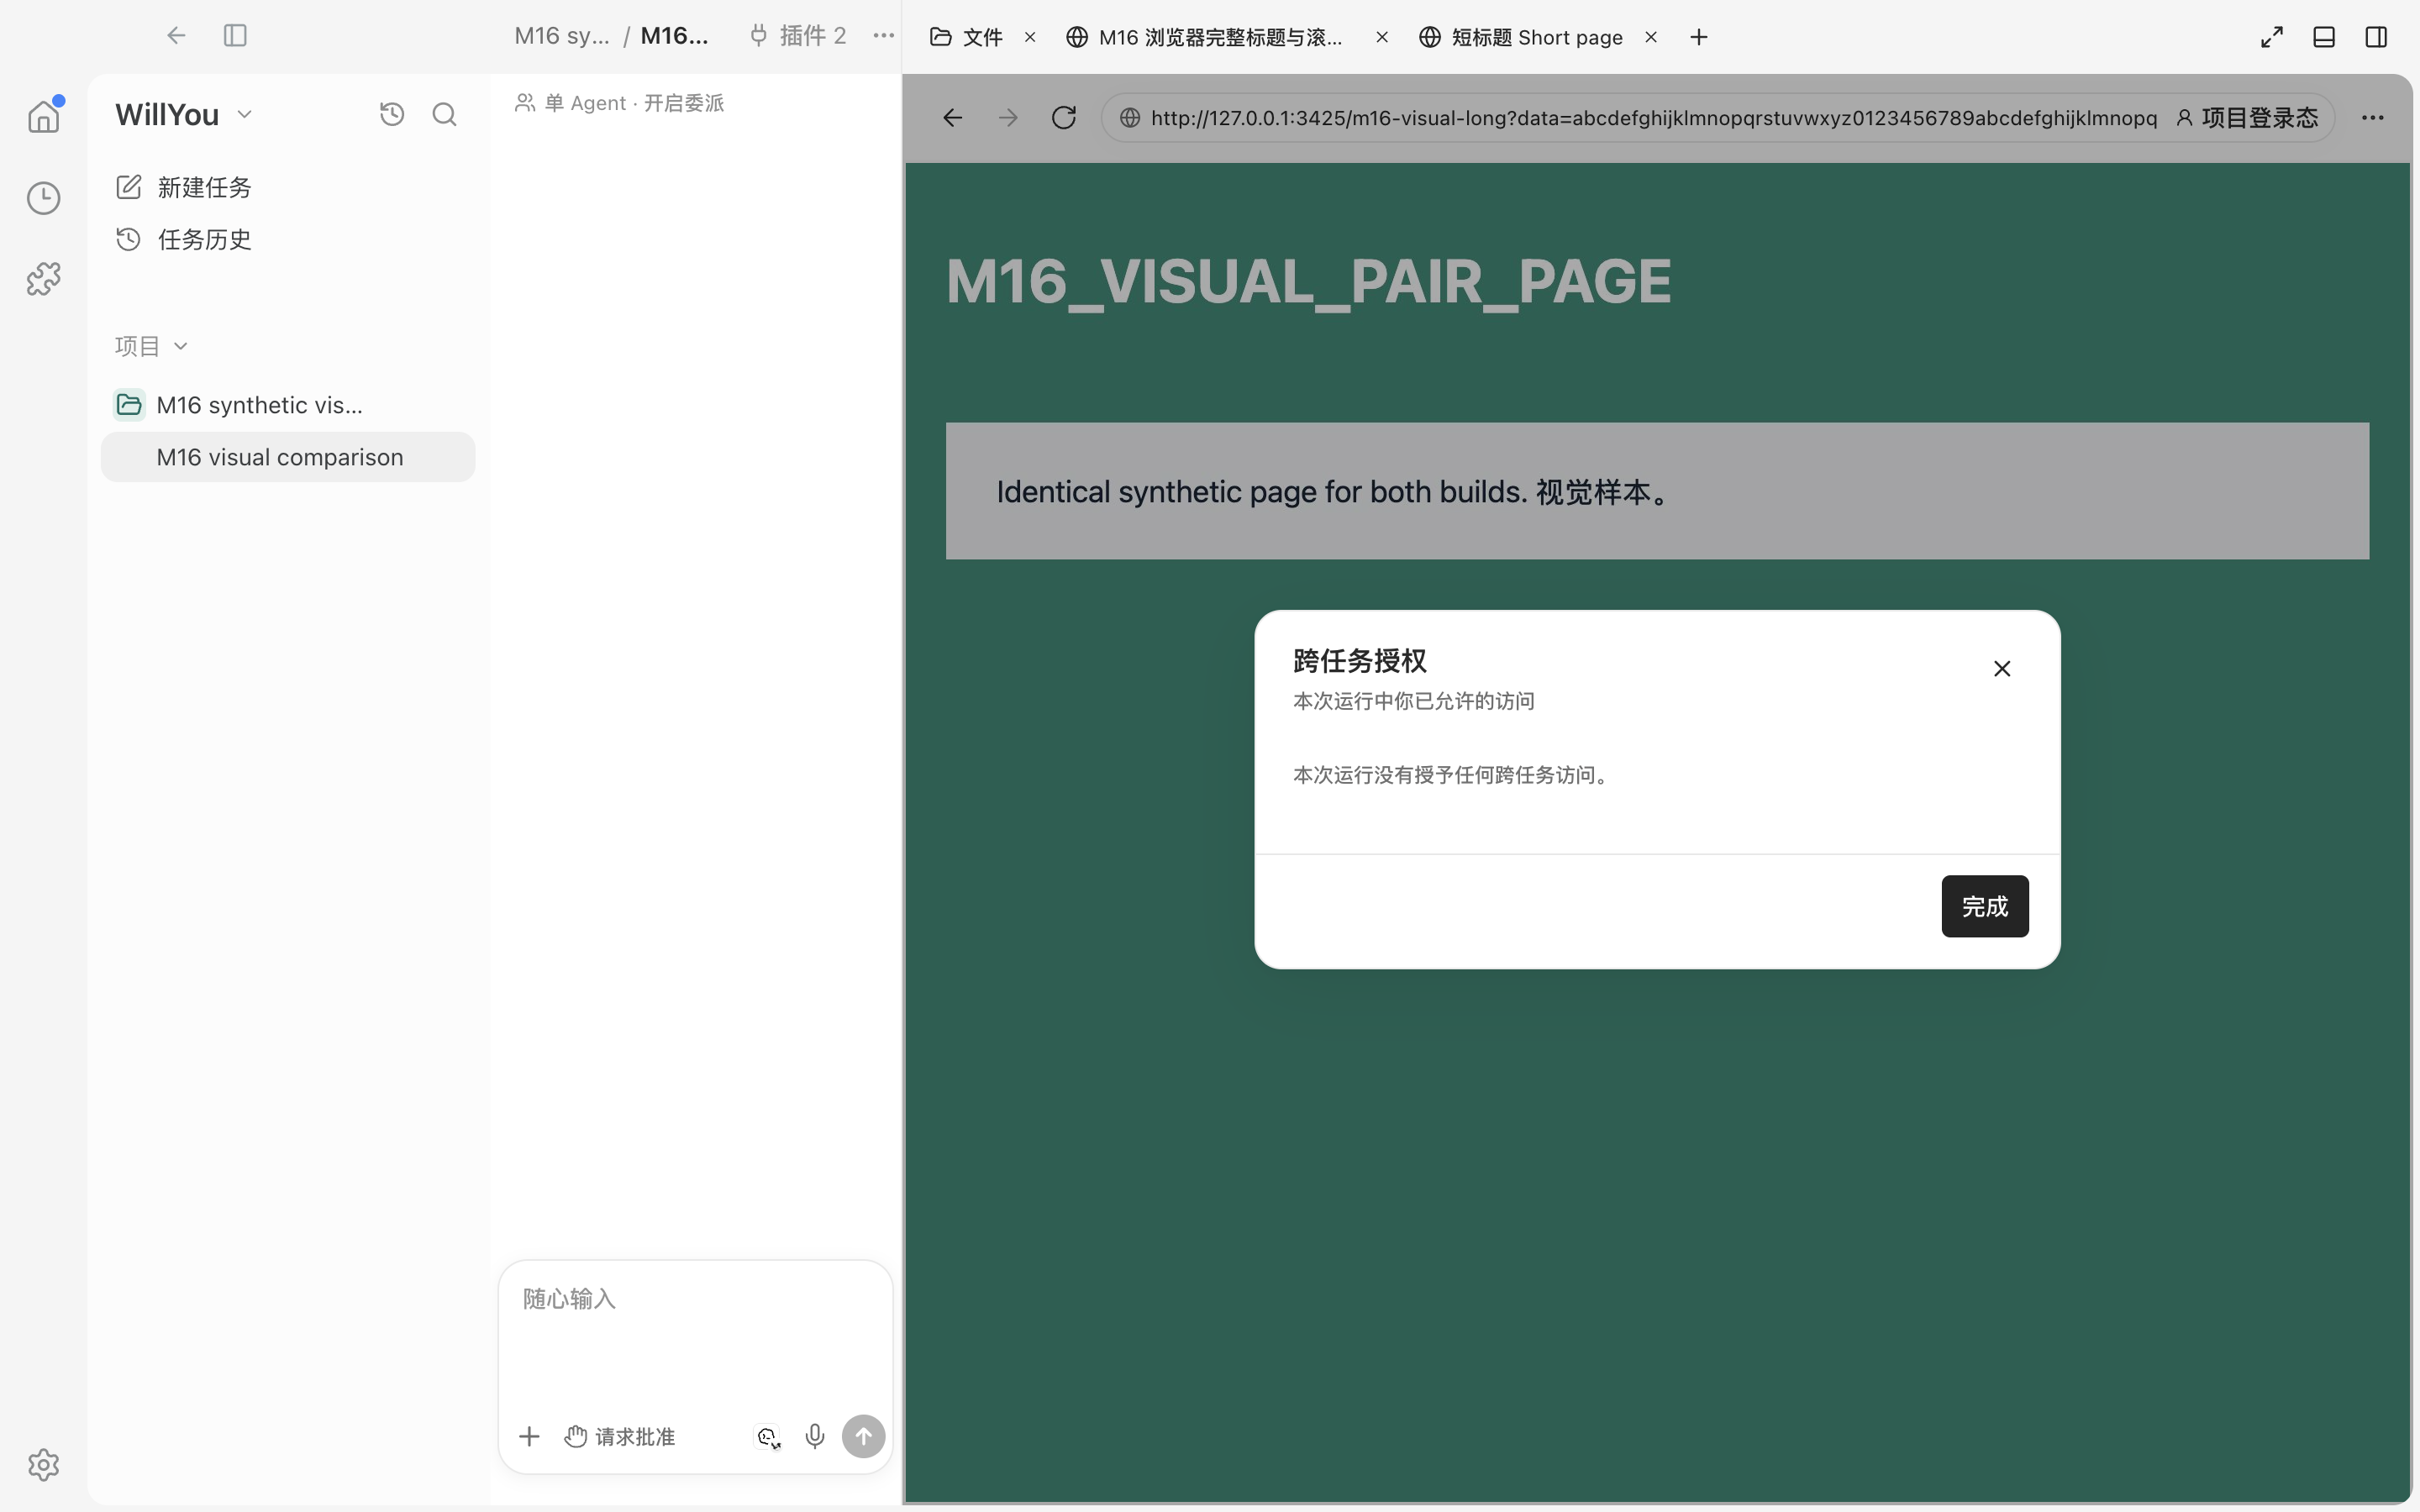 M16 sy... / M16... 插件 2
文件
M16 浏览器完整标题与滚...
短标题 Short page
WillYou
新建任务
任务历史
项目
M16 synthetic vis...
M16 visual comparison
单 Agent · 开启委派
随心输入
请求批准
http://127.0.0.1:3425/m16-visual-long?data=abcdefghijklmnopqrstuvwxyz0123456789abcdefghijklmnopq
项目登录态
M16_VISUAL_PAIR_PAGE
Identical synthetic page for both builds. 视觉样本。
跨任务授权
本次运行中你已允许的访问
本次运行没有授予任何跨任务访问。
完成